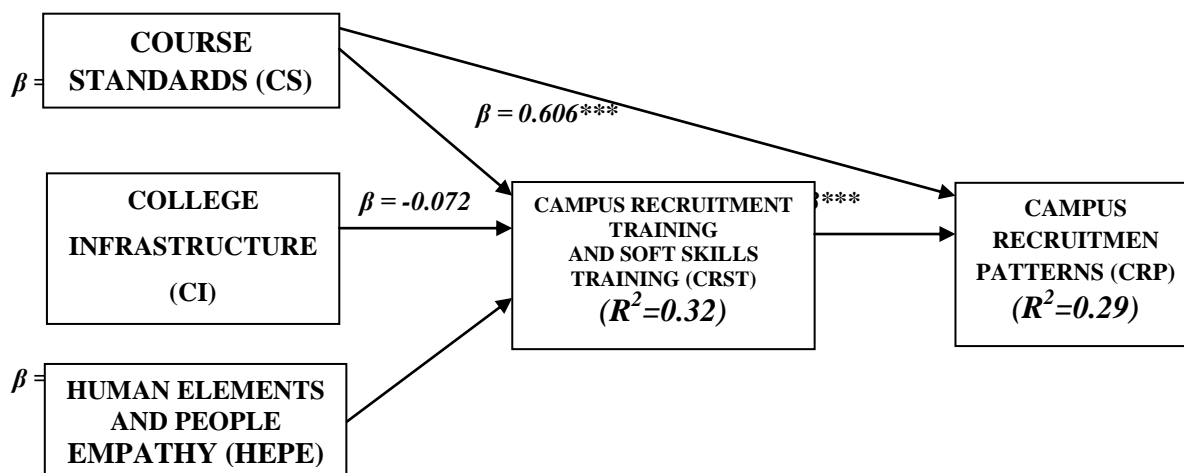 COURSE
STANDARDS (CS)
β =
β = 0.606***
COLLEGE
INFRASTRUCTURE
(CI)
β = -0.072
CAMPUS RECRUITMENT
TRAINING
AND SOFT SKILLS
TRAINING (CRST)
(R²=0.32)
***
CAMPUS
RECRUITMEN
PATTERNS (CRP)
(R²=0.29)
β =
HUMAN ELEMENTS
AND PEOPLE
EMPATHY (HEPE)